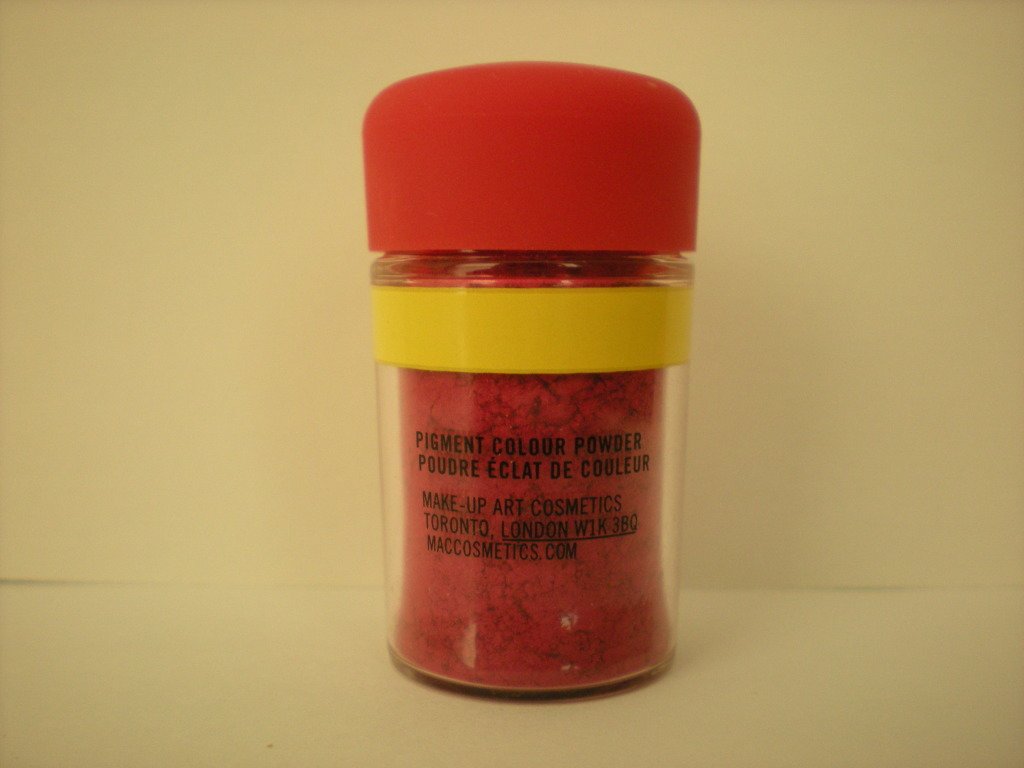 PIGMENT COLOUR POWDER
POUDRE ÉCLAT DE COULEUR
MAKE-UP ART COSMETICS
TORONTO, LONDON W1K 3BQ
MACCOSMETICS.COM